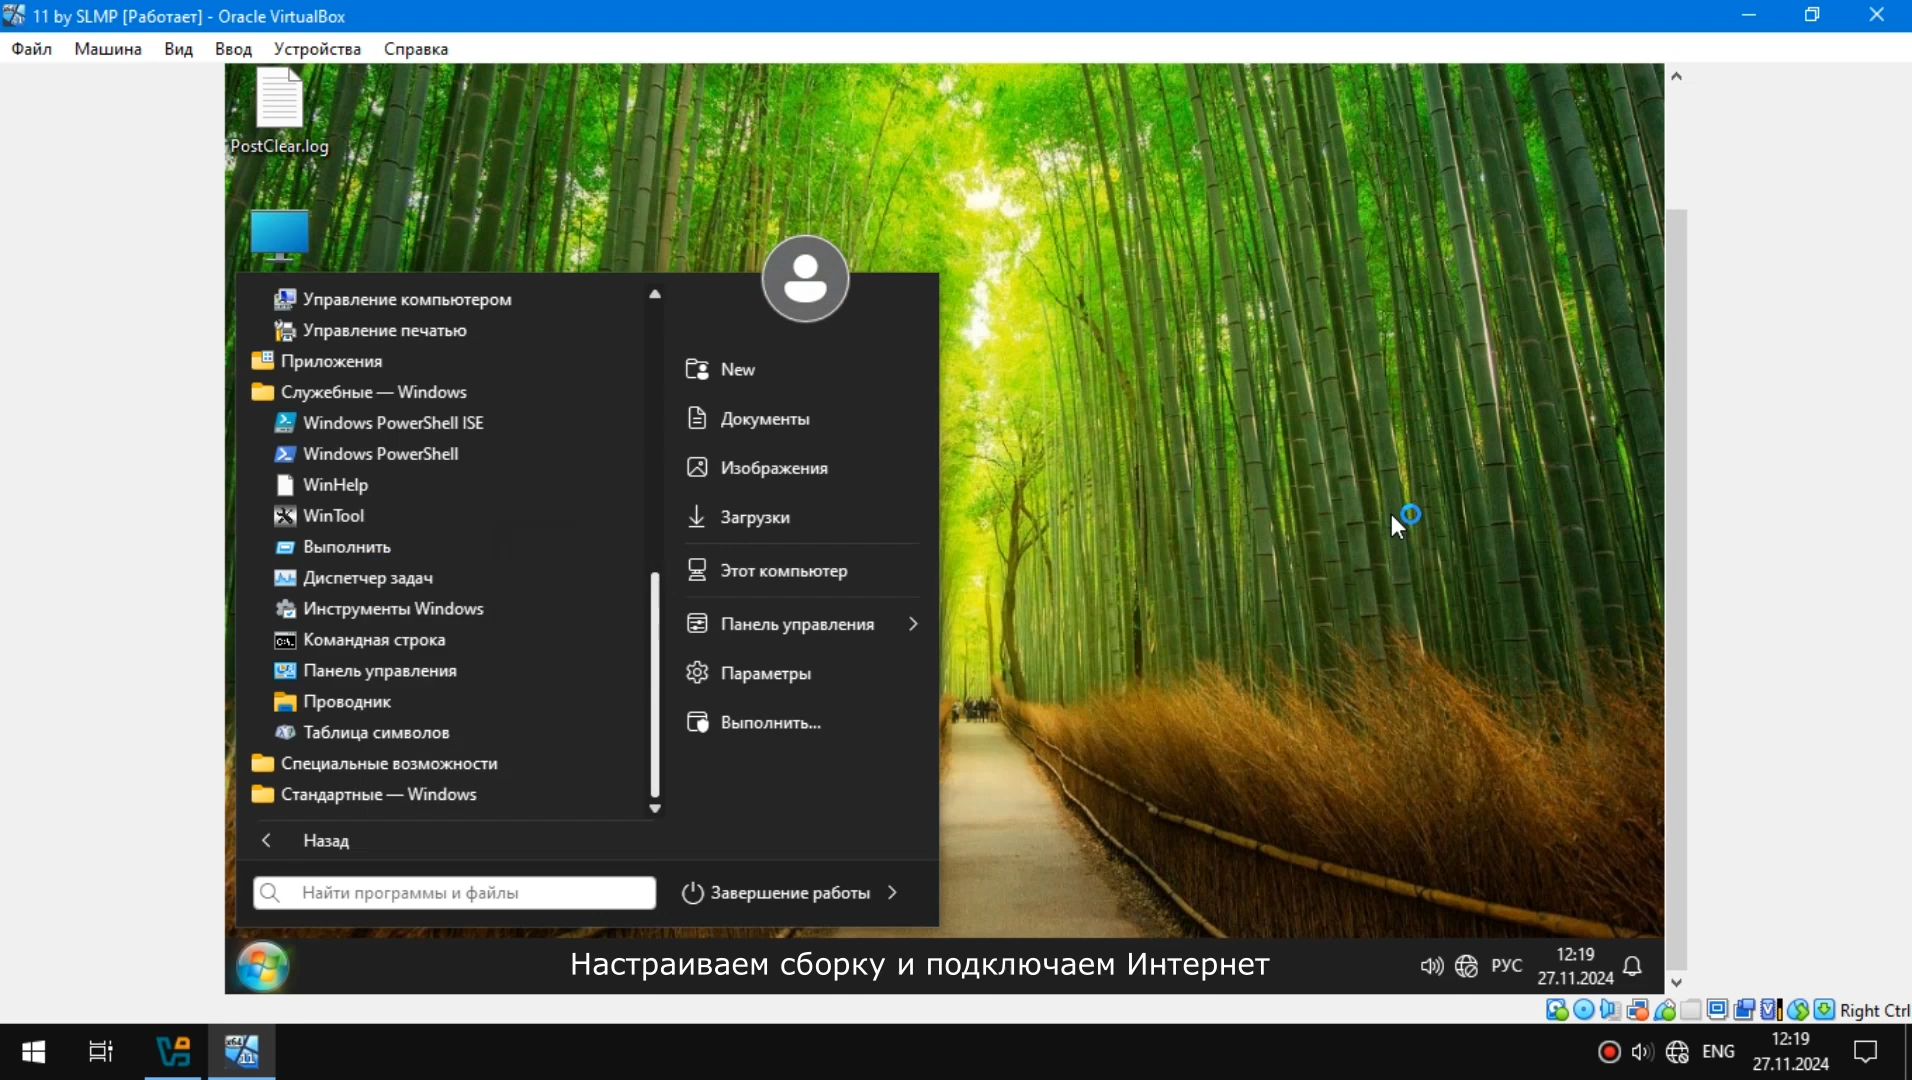 11 by SLMP [Работает] - Oracle VirtualBox
Файл Машина Вид Ввод Устройства Справка
PostClear.log
Управление компьютером
Управление печатью
Приложения
Служебные — Windows
Windows PowerShell ISE
Windows PowerShell
WinHelp
WinTool
Выполнить
Диспетчер задач
Инструменты Windows
Командная строка
Панель управления
Проводник
Таблица символов
Специальные возможности
Стандартные — Windows
Назад
Найти программы и файлы
New
Документы
Изображения
Загрузки
Этот компьютер
Панель управления
Параметры
Выполнить...
Завершение работы
Настраиваем сборку и подключаем Интернет
РУС
12:19
27.11.2024
Right Ctrl
x64
11
ENG
12:19
27.11.2024